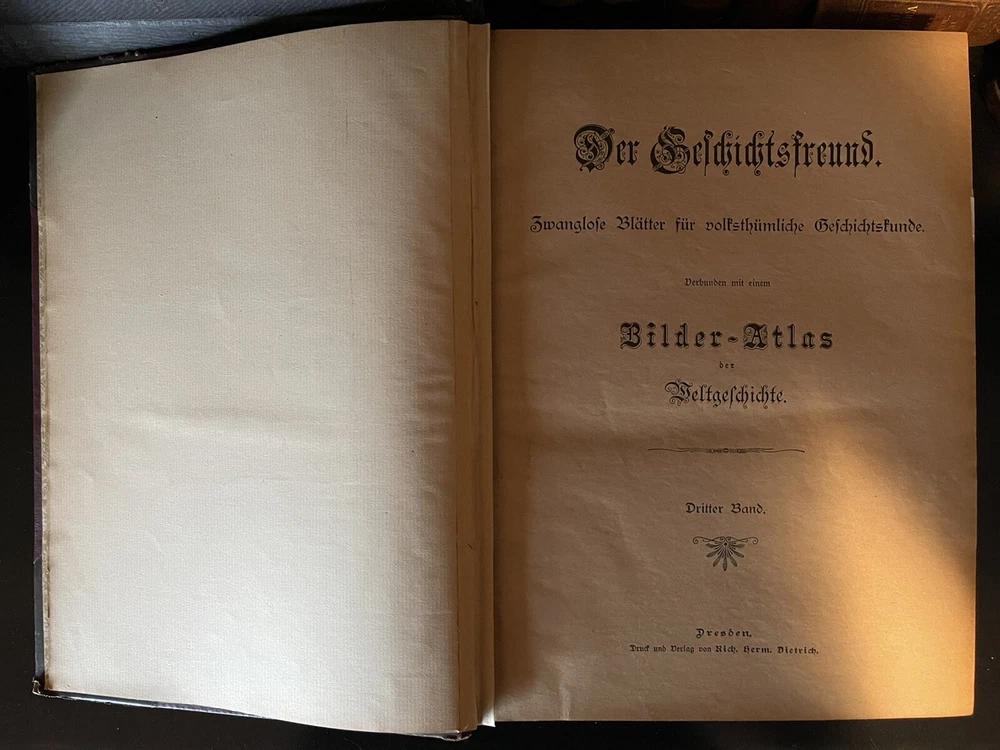 Der Geschichtsfreund.
Zwanglose Blätter für volksthümliche Geschichtskunde.
Verbunden mit einem
Bilder-Atlas
der
Weltgeschichte.
Dritter Band.
Dresden.
Druck und Verlag von Rich. Herm. Dietrich.